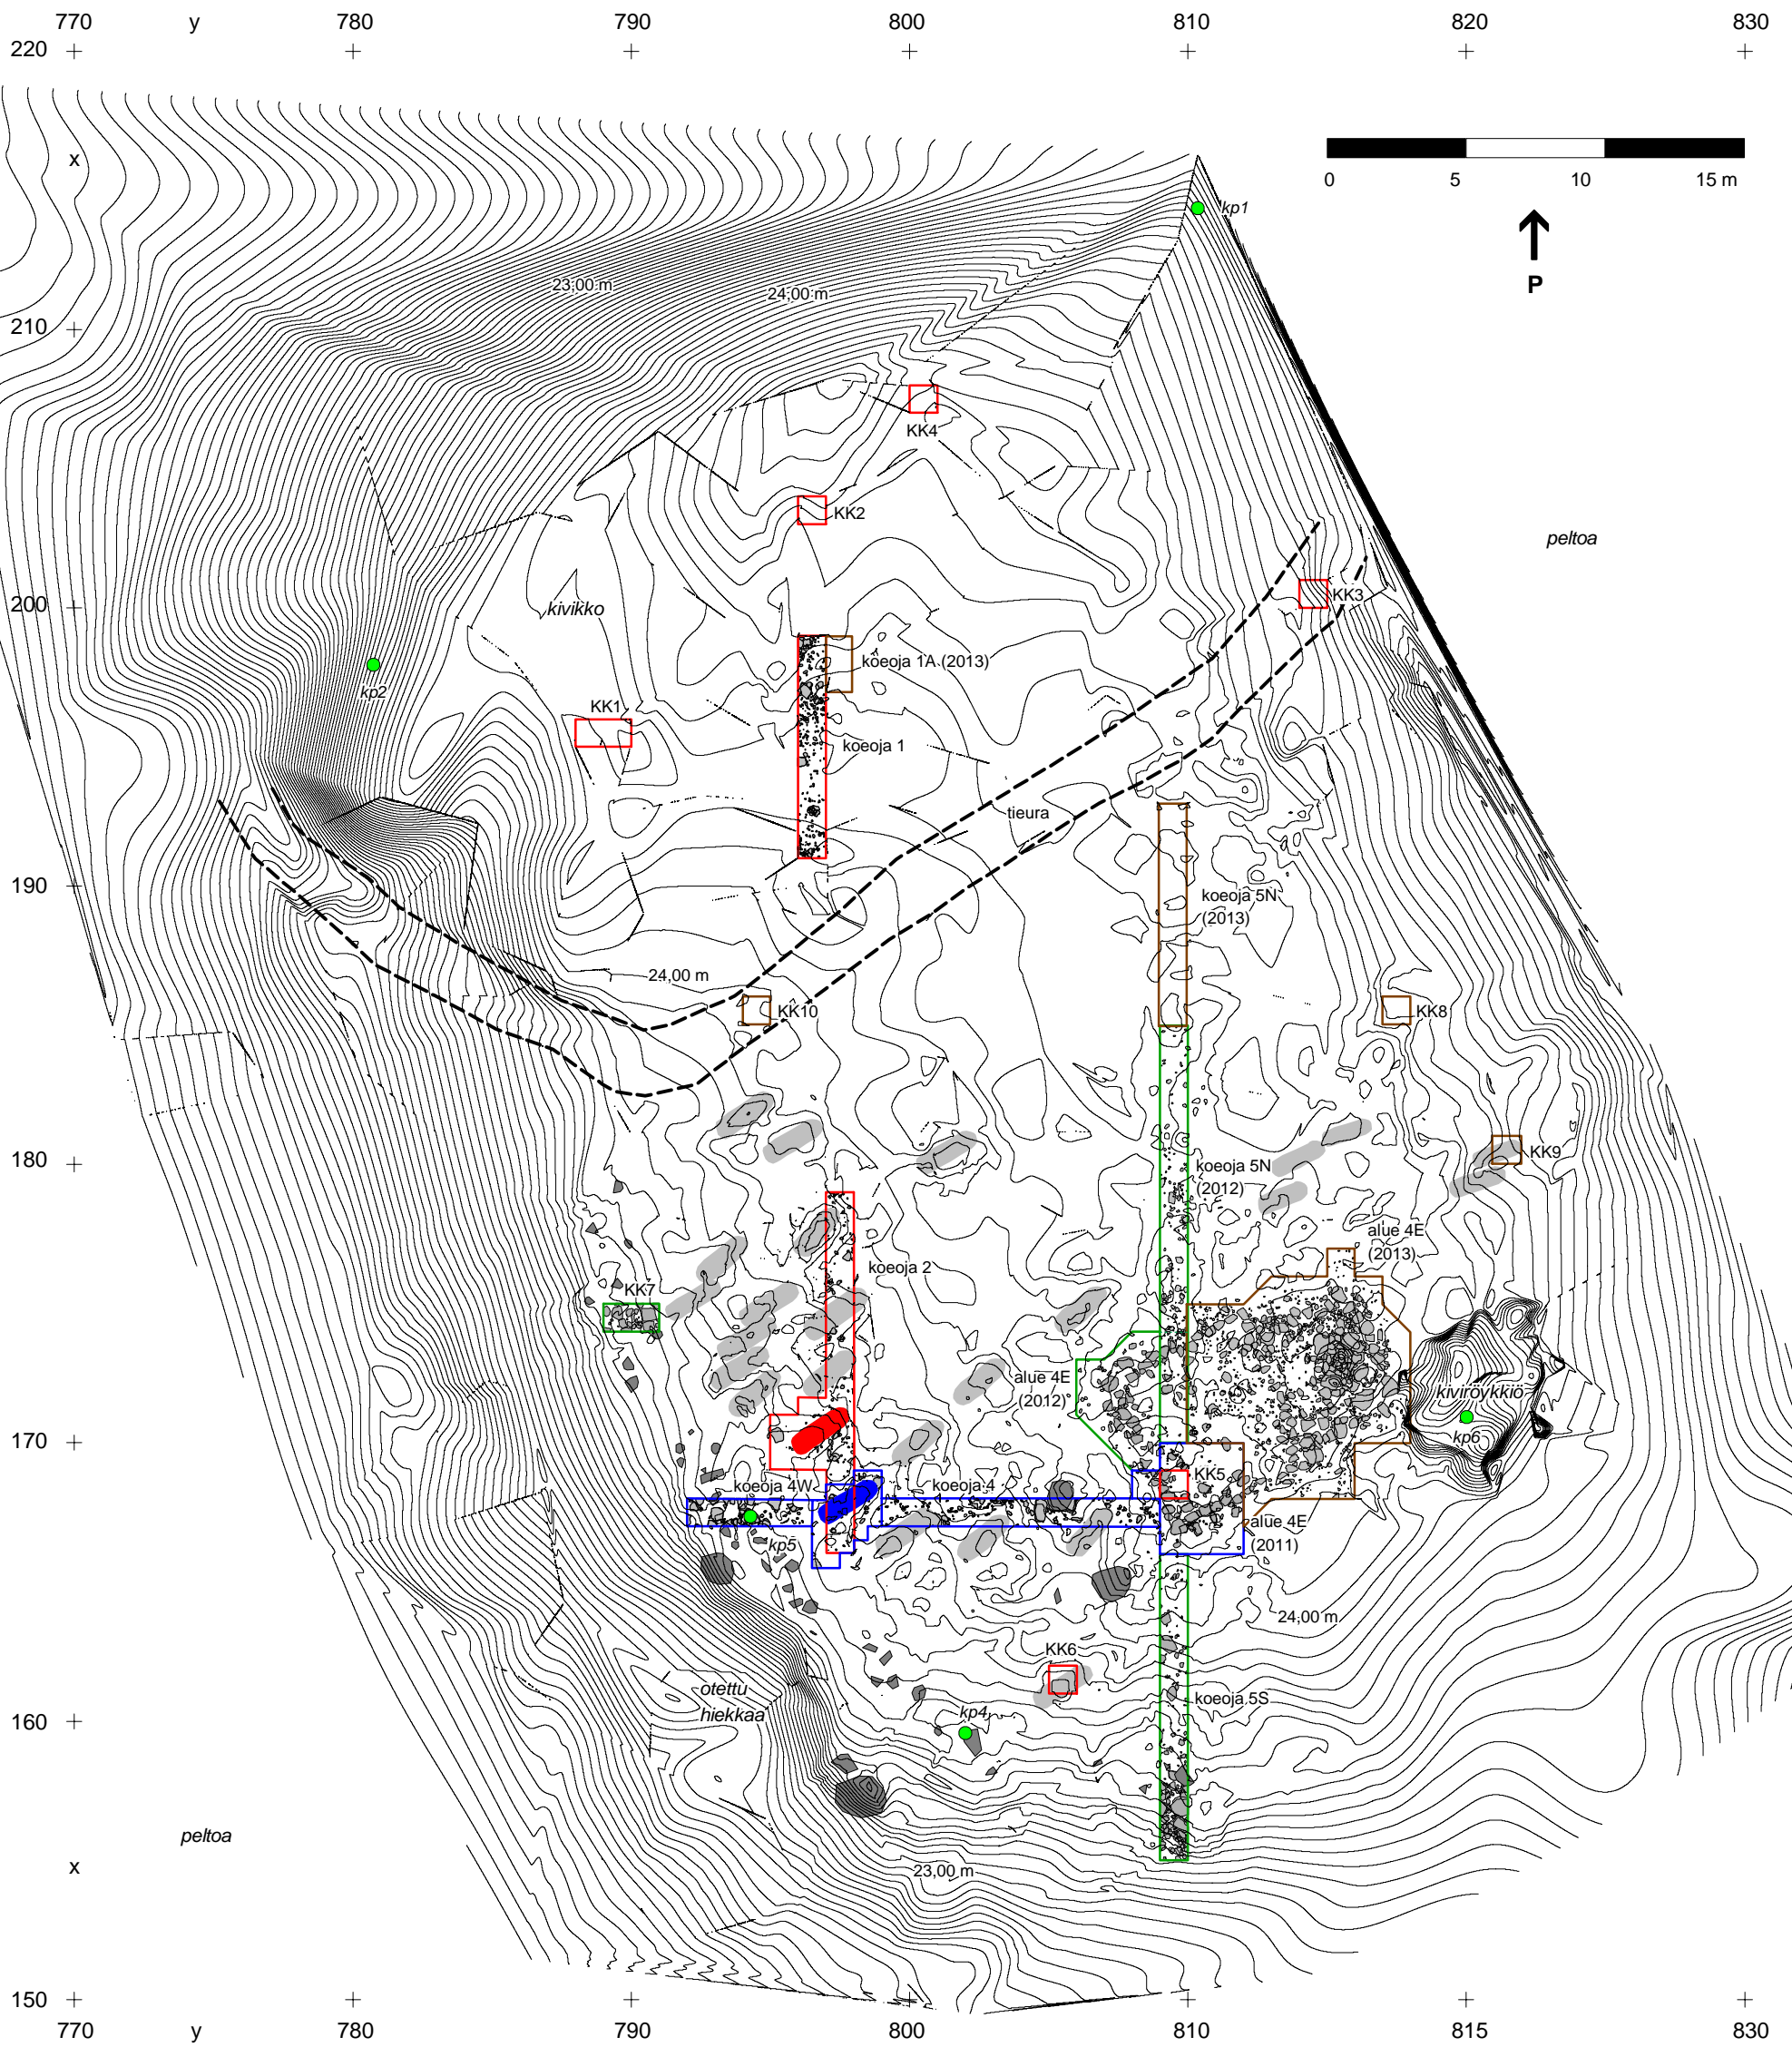 770 y 780 790 800 810 820 830
220
x
0 5 10 15 m
kp1
P
23,00 m
24,00 m
210
KK4
KK2
peltoa
200
kivikko
KK3
koeoja 1A (2013)
kp2
KK1
koeoja 1
tieura
190
koeoja 5N
(2013)
24,00 m
KK10
KK8
180
KK9
koeoja 5N
(2012)
alue 4E
(2013)
koeoja 2
KK7
alue 4E
(2012)
kiviröykkiö
kp6
170
KK5
koeoja 4W
koeoja 4
alue 4E
(2011)
kp5
24,00 m
KK6
otettu
hiekkaa
koeoja 5S
kp4
160
peltoa
x
23,00 m
150
770 y 780 790 800 810 815 830